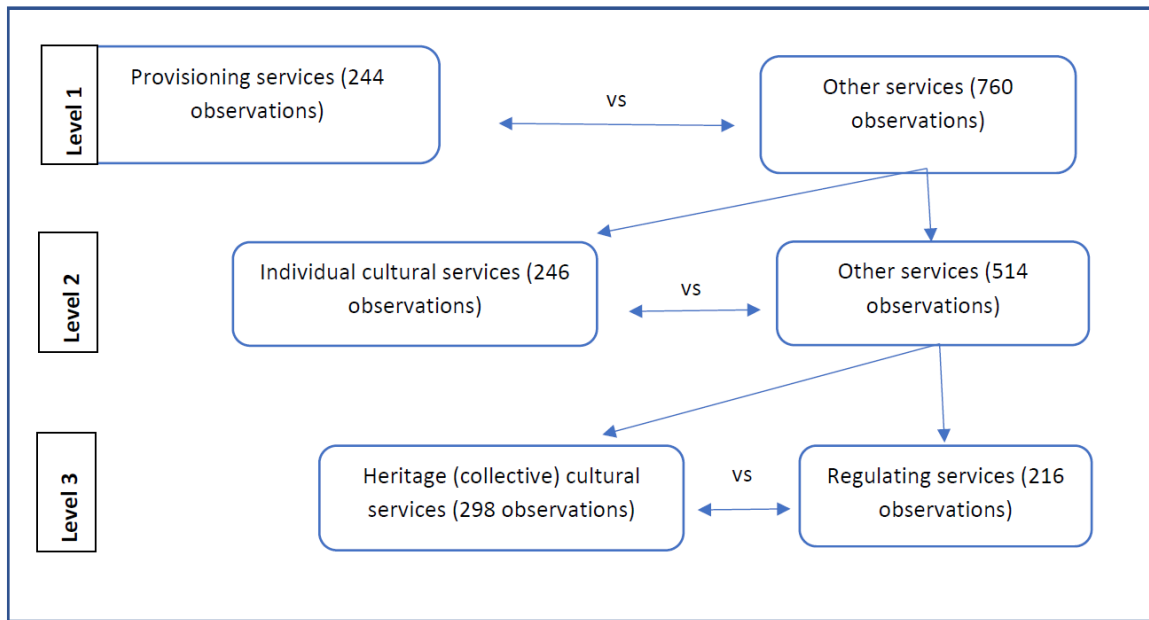 Level 1
Provisioning services (244
observations)
vs
Other services (760
observations)
Level 2
Individual cultural services (246
observations)
vs
Other services (514
observations)
Level 3
Heritage (collective) cultural
services (298 observations)
vs
Regulating services (216
observations)